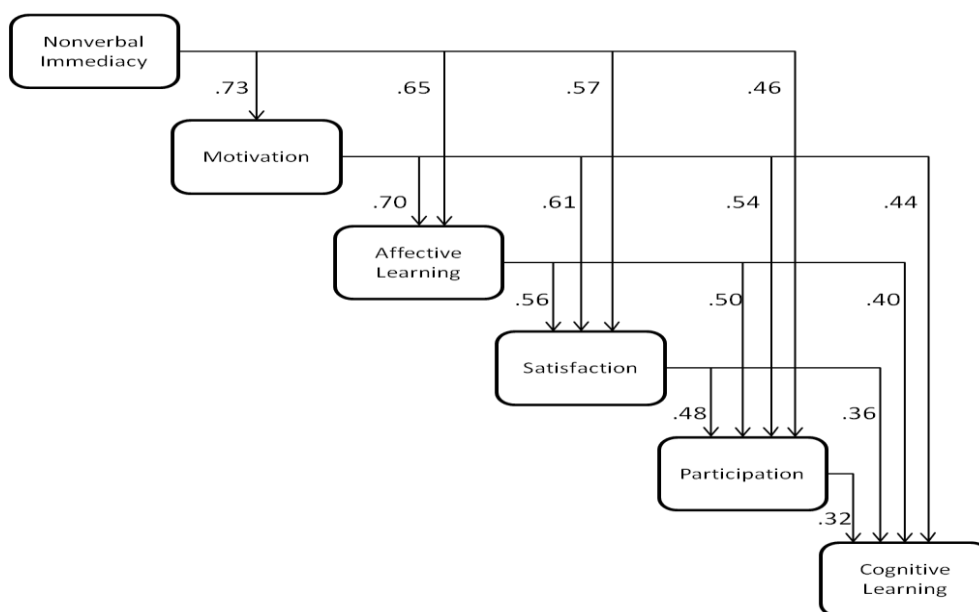 Nonverbal
Immediacy
.73
.65
.57
.46
Motivation
.70
.61
.54
.44
Affective
Learning
.56
.50
.40
Satisfaction
.48
.36
Participation
.32
Cognitive
Learning